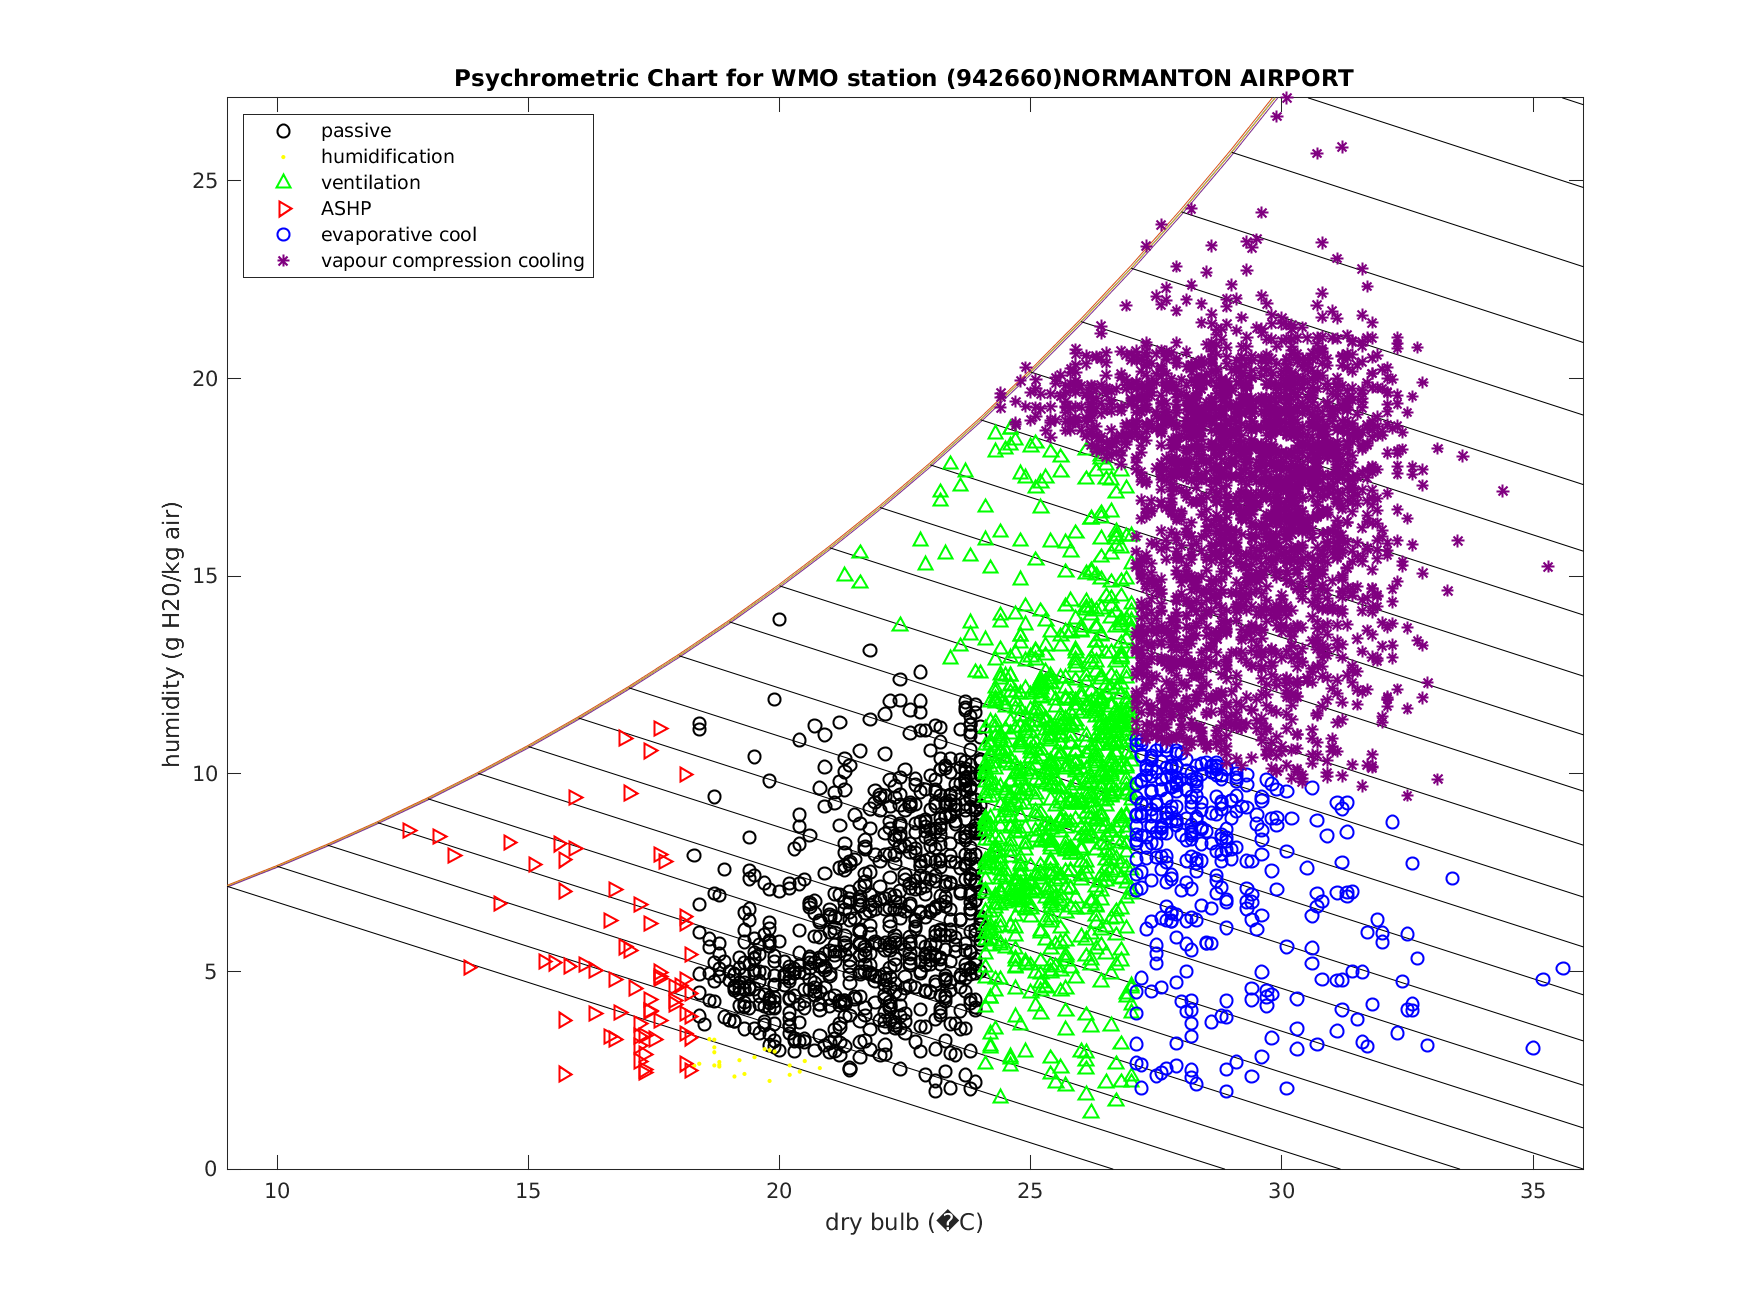 Psychrometric Chart for WMO station (942660)NORMANTON AIRPORT
passive
humidification
ventilation
ASHP
evaporative cool
vapour compression cooling
humidity (g H20/kg air)
25
20
15
10
5
0
10 15 20 25 30 35
dry bulb (�C)